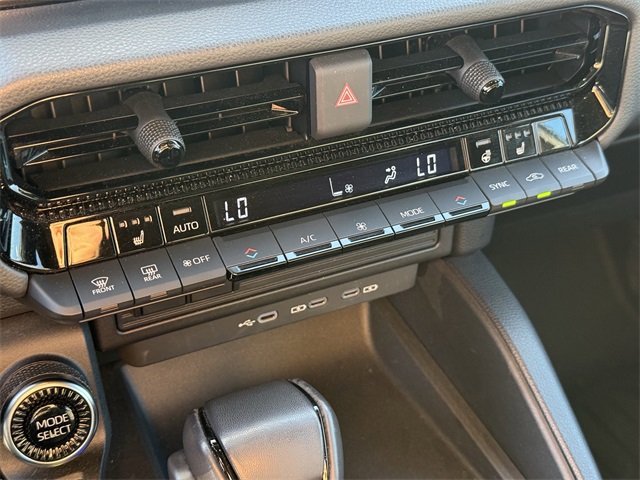 AUTO
LO
L
LO
FRONT
REAR
OFF
A/C
MODE
SYNC
REAR
MODE
SELECT